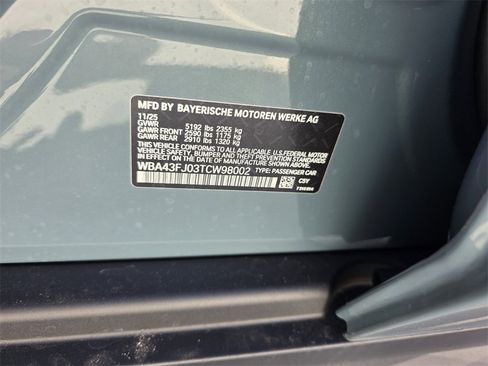 MFD BY BAYERISCHE MOTOREN WERKE AG
11/25
GVWR 5192 lbs 2355 kg
GAWR FRONT 2590 lbs 1175 kg
GAWR REAR 2910 lbs 1320 kg
THIS VEHICLE CONFORMS TO ALL APPLICABLE U.S. FEDERAL MOTOR
VEHICLE SAFETY, BUMPER, AND THEFT PREVENTION STANDARDS IN
EFFECT ON THE DATE OF MANUFACTURE SHOWN ABOVE.
WBA43FJ03TCW98002 TYPE: PASSENGER CAR
CSY